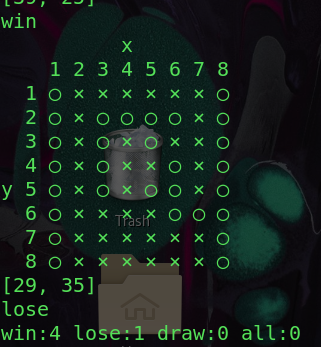 [39, 25]
win
x
1 2 3 4 5 6 7 8
1 ○ × × × × × × ○
2 ○ × ○ ○ ○ ○ × ○
3 ○ × ○ × ○ × × ○
4 ○ × ○ × × ○ × ○
y 5 ○ × ○ × ○ ○ × ○
6 ○ × × × × ○ ○ ○
Trash
7 ○ × × × × × × ○
8 ○ × × × × × × ○
[29, 35]
lose
win:4 lose:1 draw:0 all:0